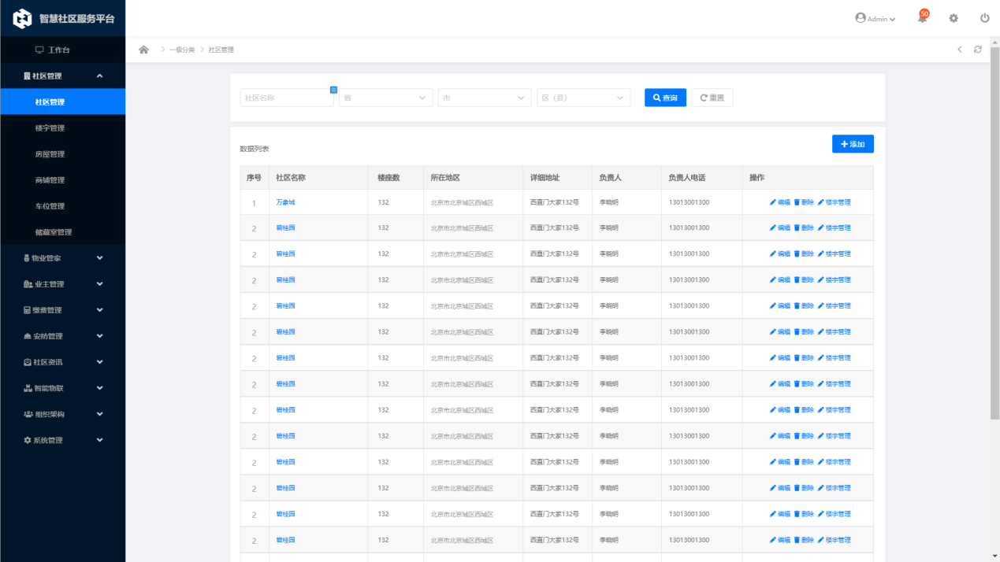 智慧社区服务平台
Admin
50
工作台
一级分类 社区管理
社区管理
社区管理
楼宇管理
房屋管理
商铺管理
车位管理
储藏室管理
物业管家
业主管理
缴费管理
安防管理
社区资讯
智能物联
组织架构
系统管理
社区名称 省 市 区（县） 查询 重置
数据列表 添加
序号 社区名称 楼座数 所在地区 详细地址 负责人 负责人电话 操作
1 万象城 132 北京市北京城区西城区 西直门大家132号 李晓明 13013001300 编辑 删除 楼宇管理
2 碧桂园 132 北京市北京城区西城区 西直门大家132号 李晓明 13013001300 编辑 删除 楼宇管理
2 碧桂园 132 北京市北京城区西城区 西直门大家132号 李晓明 13013001300 编辑 删除 楼宇管理
2 碧桂园 132 北京市北京城区西城区 西直门大家132号 李晓明 13013001300 编辑 删除 楼宇管理
2 碧桂园 132 北京市北京城区西城区 西直门大家132号 李晓明 13013001300 编辑 删除 楼宇管理
2 碧桂园 132 北京市北京城区西城区 西直门大家132号 李晓明 13013001300 编辑 删除 楼宇管理
2 碧桂园 132 北京市北京城区西城区 西直门大家132号 李晓明 13013001300 编辑 删除 楼宇管理
2 碧桂园 132 北京市北京城区西城区 西直门大家132号 李晓明 13013001300 编辑 删除 楼宇管理
2 碧桂园 132 北京市北京城区西城区 西直门大家132号 李晓明 13013001300 编辑 删除 楼宇管理
2 碧桂园 132 北京市北京城区西城区 西直门大家132号 李晓明 13013001300 编辑 删除 楼宇管理
2 碧桂园 132 北京市北京城区西城区 西直门大家132号 李晓明 13013001300 编辑 删除 楼宇管理
2 碧桂园 132 北京市北京城区西城区 西直门大家132号 李晓明 13013001300 编辑 删除 楼宇管理
2 碧桂园 132 北京市北京城区西城区 西直门大家132号 李晓明 13013001300 编辑 删除 楼宇管理
2 碧桂园 132 北京市北京城区西城区 西直门大家132号 李晓明 13013001300 编辑 删除 楼宇管理